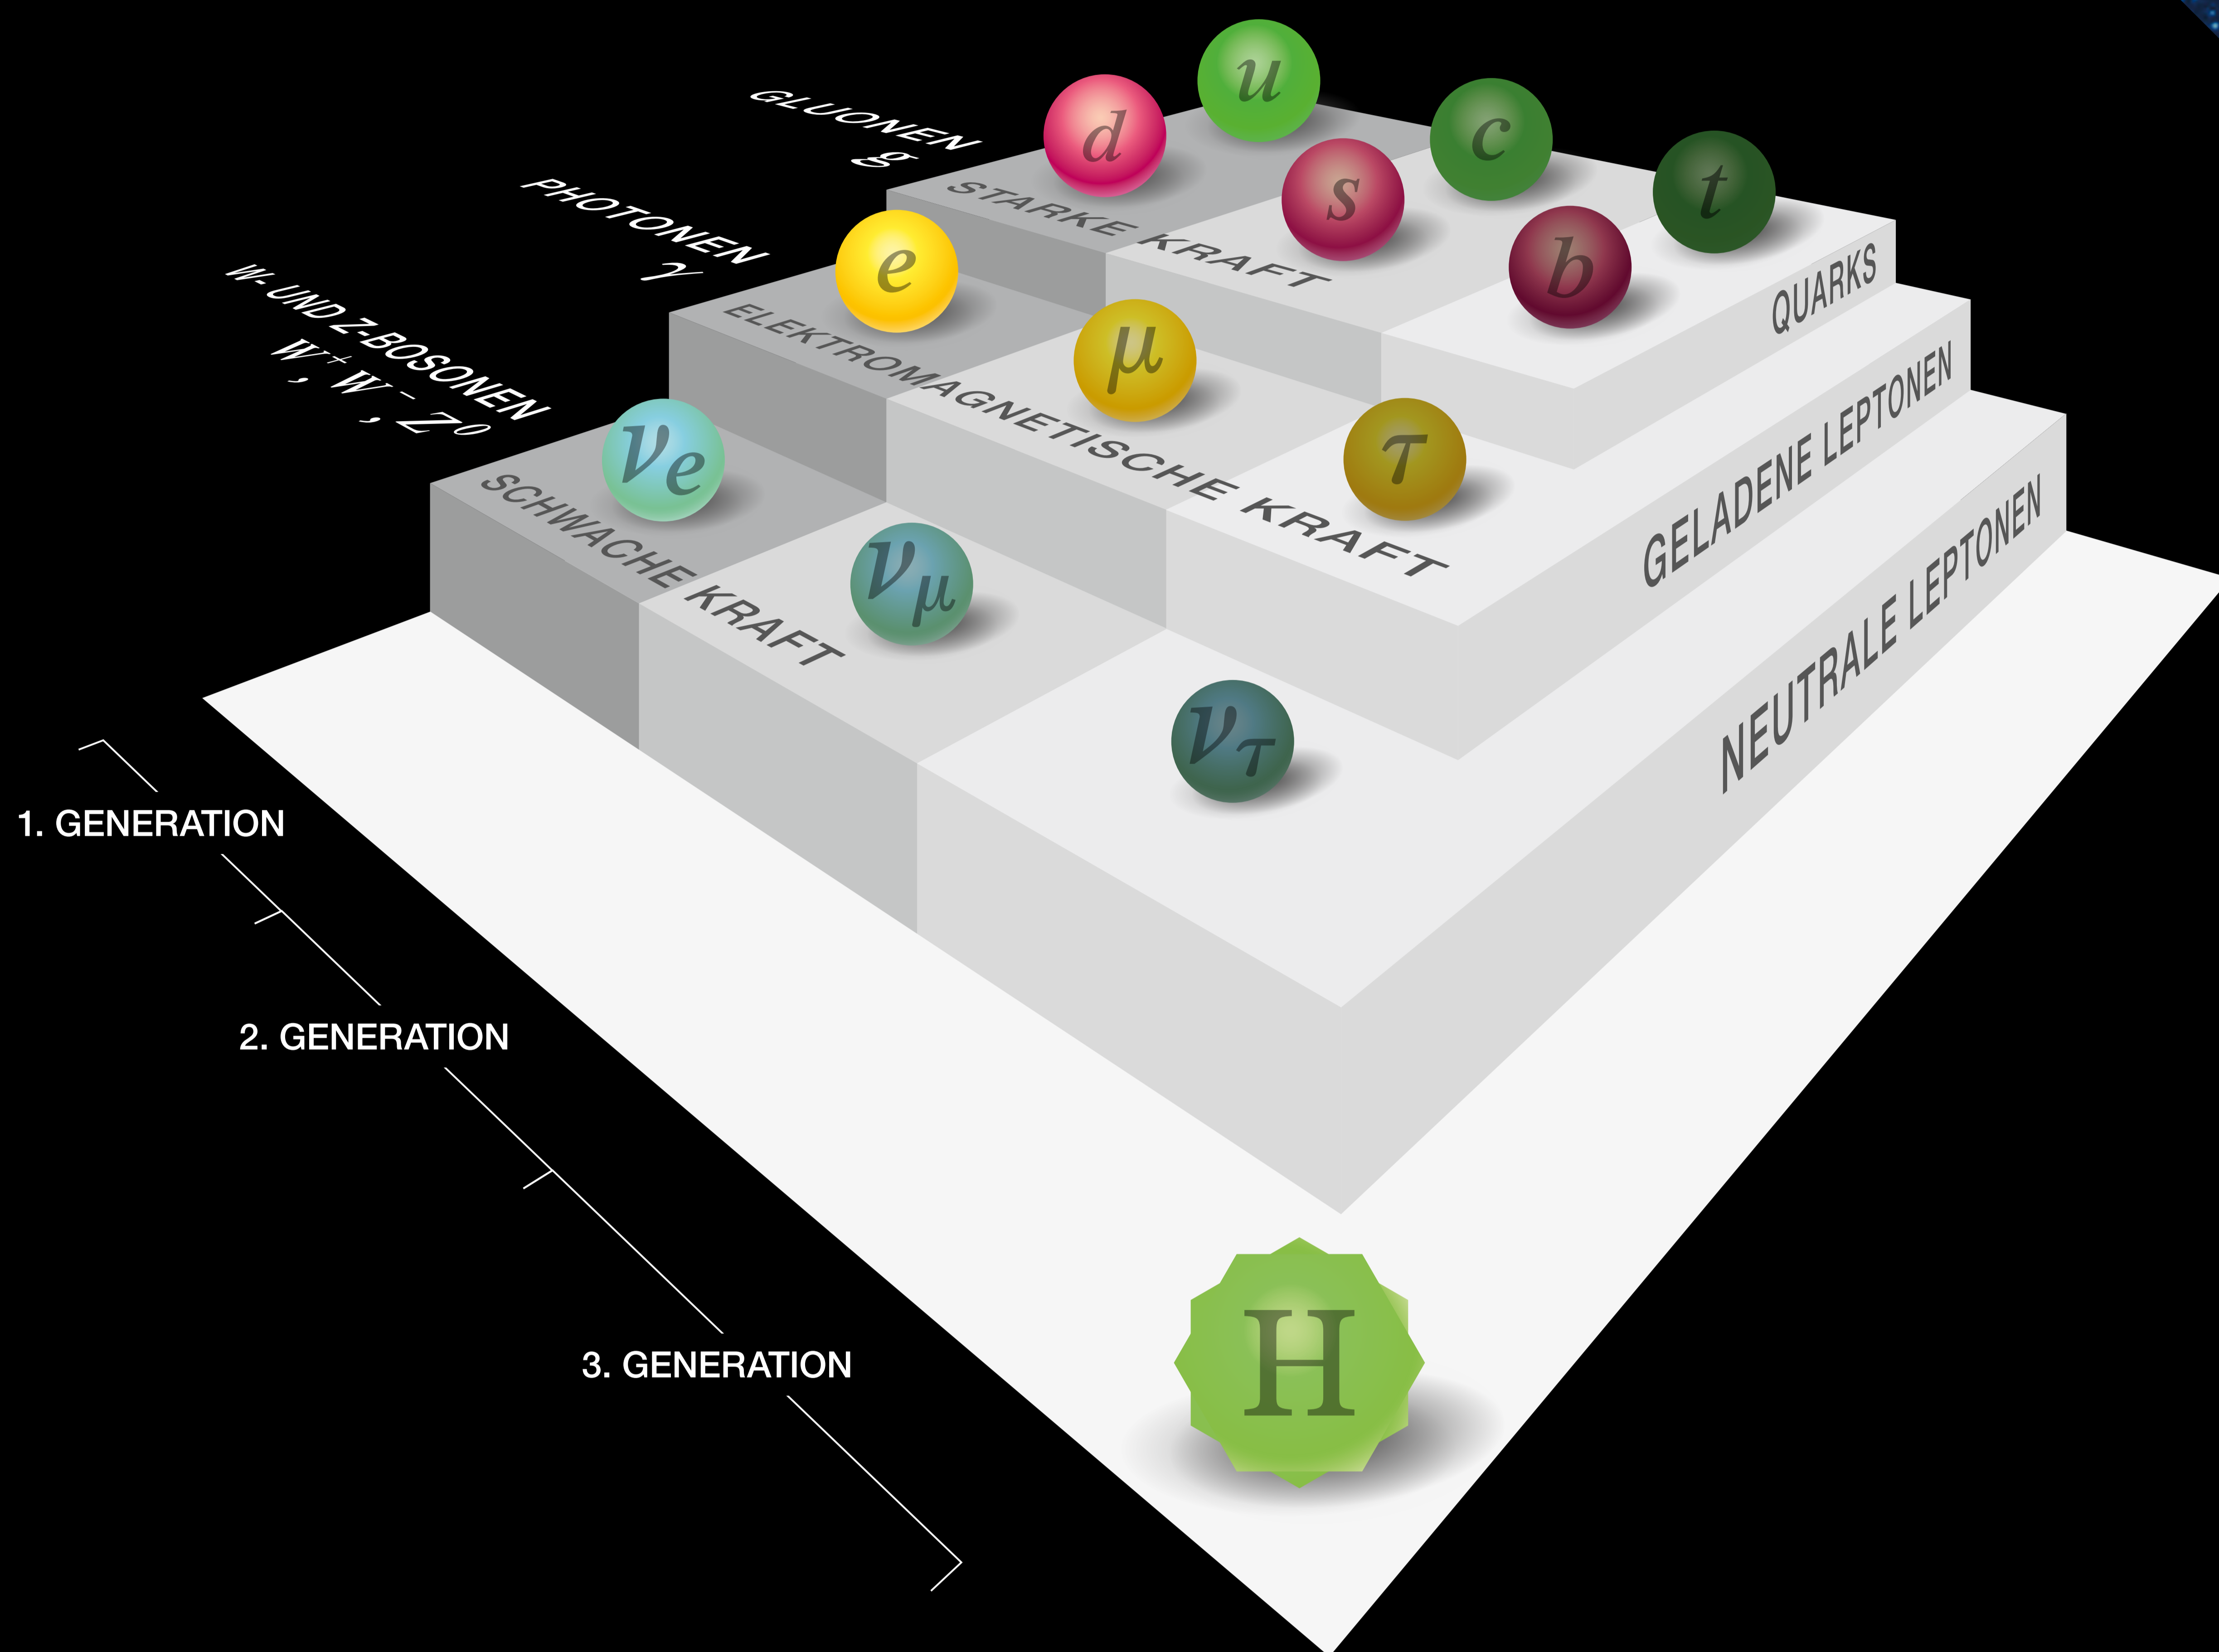 GLUONEN
g
PHOTONEN
γ
W- UND Z-BOSONEN
W⁺, W⁻, Z⁰
u
d
c
s
t
b
STARKE KRAFT
QUARKS
e
μ
τ
ELEKTROMAGNETISCHE KRAFT
GELADENE LEPTONEN
νe
νμ
ντ
SCHWACHE KRAFT
NEUTRALE LEPTONEN
1. GENERATION
2. GENERATION
3. GENERATION
H